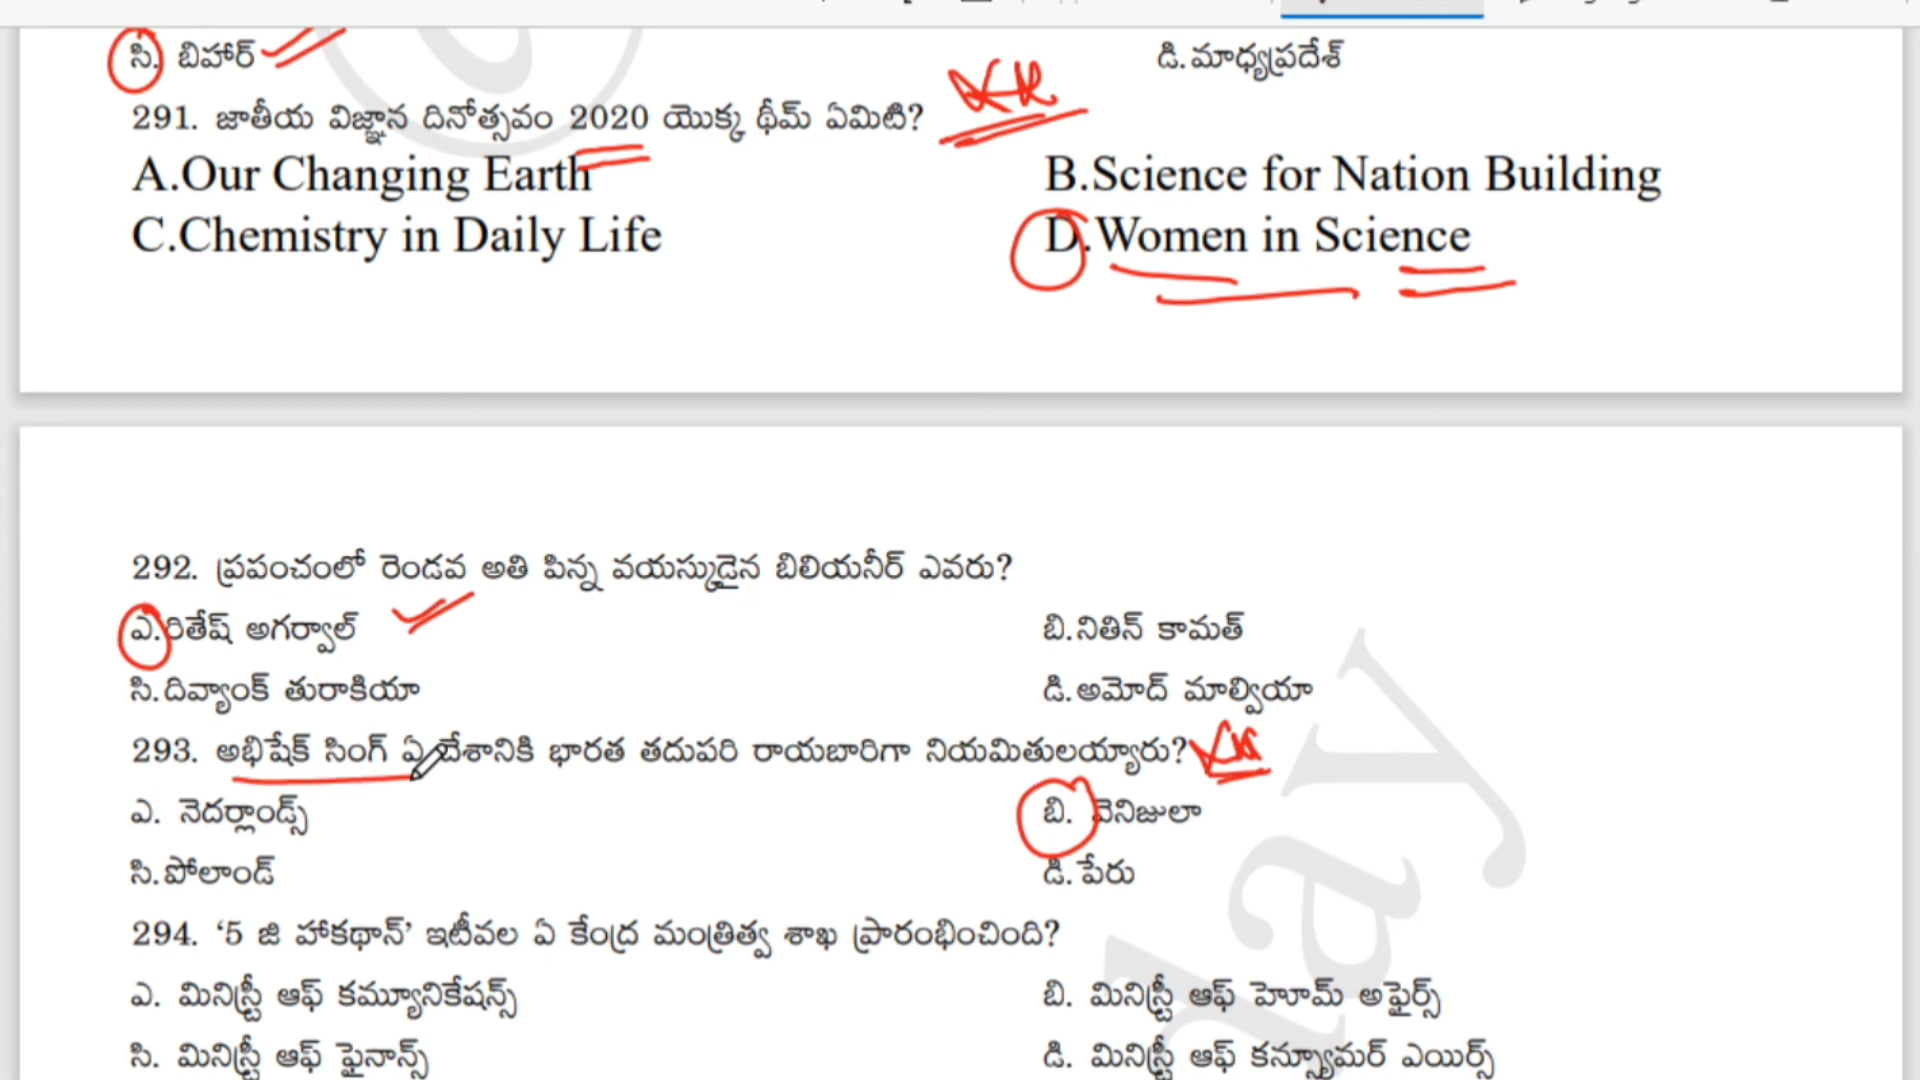 సి. బిహార్
డి.మాధ్యప్రదేశ్
291. జాతీయ విజ్ఞాన దినోత్సవం 2020 యొక్క థీమ్ ఏమిటి?
A.Our Changing Earth
B.Science for Nation Building
C.Chemistry in Daily Life
D.Women in Science
292. ప్రపంచంలో రెండవ అతి పిన్న వయస్కుడైన బిలియనీర్ ఎవరు?
ఎ.రితేష్ అగర్వాల్
బి.నితిన్ కామత్
సి.దివ్యాంక్ తురాకియా
డి.అమోద్ మాల్వియా
293. అభిషేక్ సింగ్ ఏ దేశానికి భారత తదుపరి రాయబారిగా నియమితులయ్యారు?
ఎ. నెదర్లాండ్స్
బి. వెనిజులా
సి.పోలాండ్
డి.పేరు
294. '5 జి హాకథాన్' ఇటీవల ఏ కేంద్ర మంత్రిత్వ శాఖ ప్రారంభించింది?
ఎ. మినిస్ట్రీ ఆఫ్ కమ్యూనికేషన్స్
బి. మినిస్ట్రీ ఆఫ్ హెూమ్ అఫైర్స్
సి. మినిస్ట్రీ ఆఫ్ ఫైనాన్స్
డి. మినిస్ట్రీ ఆఫ్ కన్స్యూమర్ ఎయిర్స్
lay